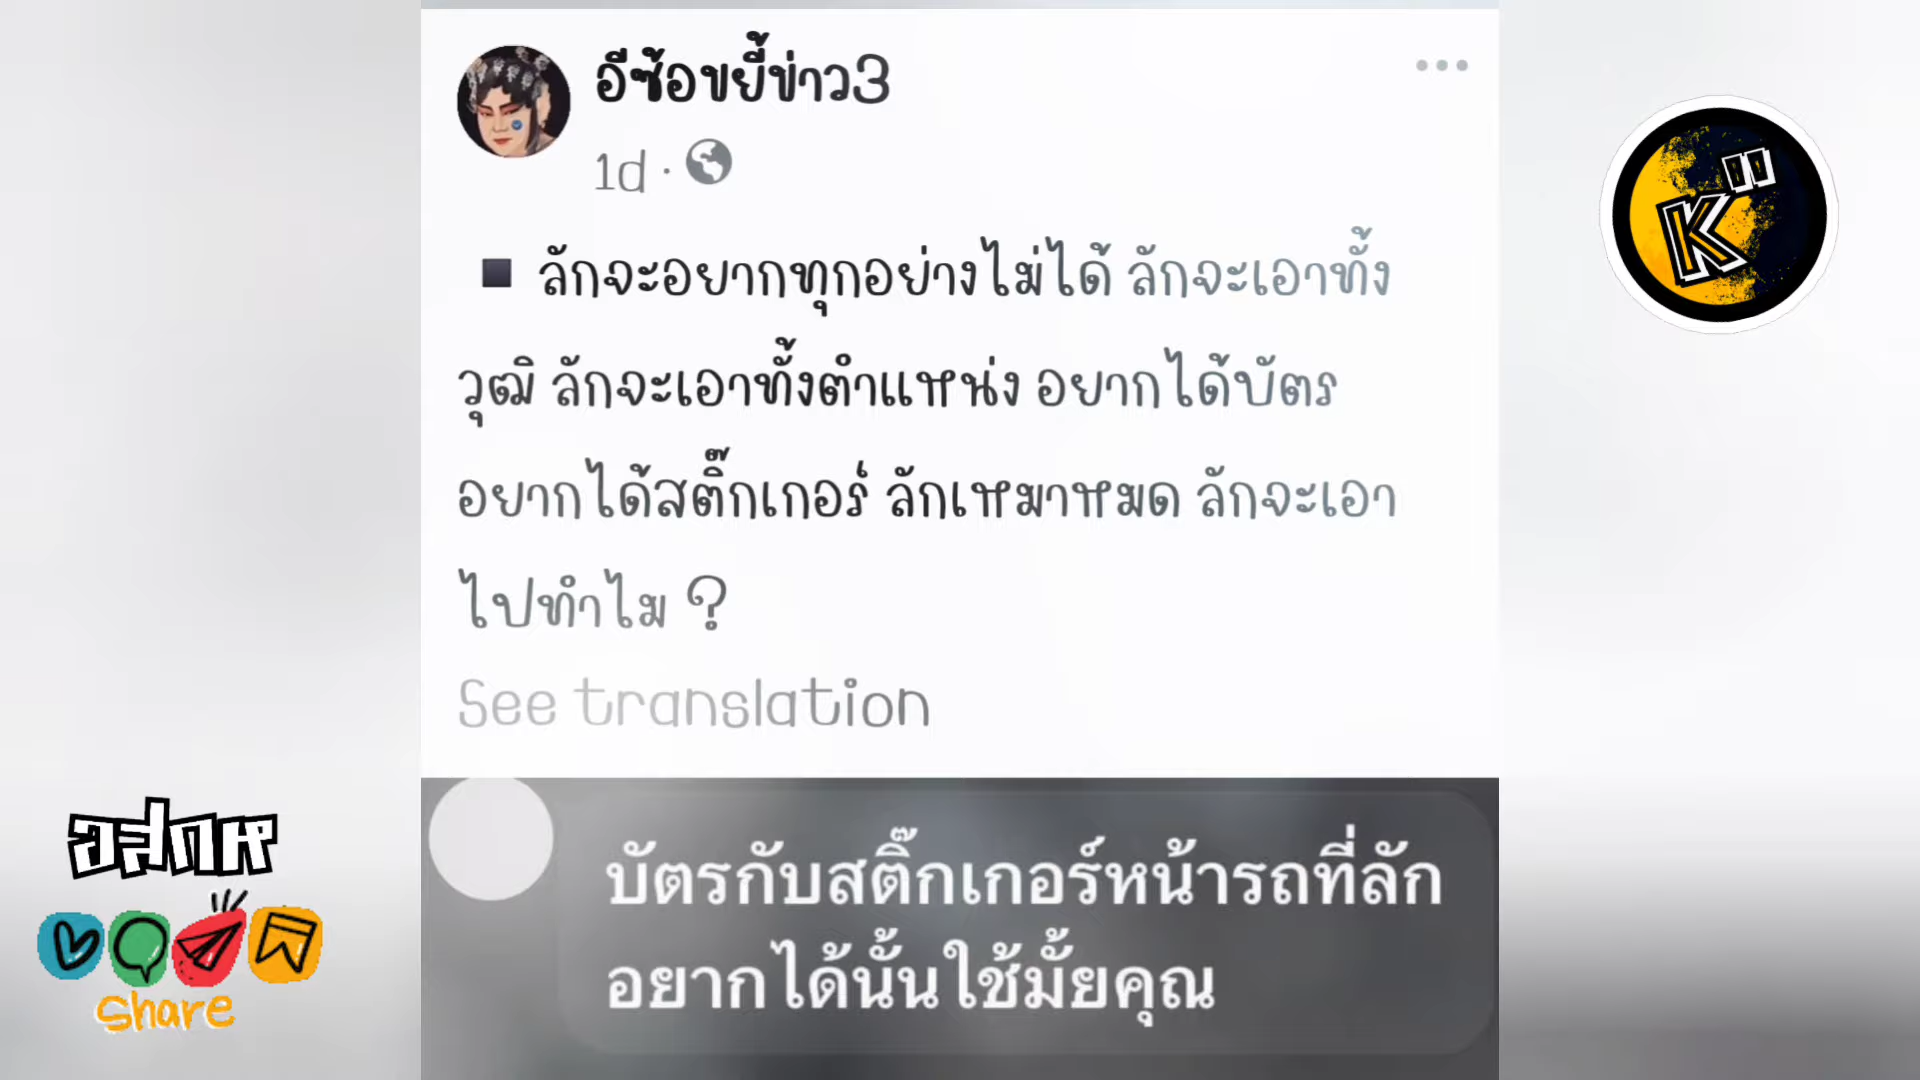 อีซ้อขยี้ข่าว3
1d ·
K"
▪ ลักจะอยากทุกอย่างไม่ได้ ลักจะเอาทั้ง
วุฒิ ลักจะเอาทั้งตำแหน่ง อยากได้บัตร
อยากได้สติ๊กเกอร์ ลักเหมาหมด ลักจะเอา
ไปทำไม ?
See translation
บัตรกับสติ๊กเกอร์หน้ารถที่ลัก
อยากได้นั้นใช้มั้ยคุณ
อสกห
Share